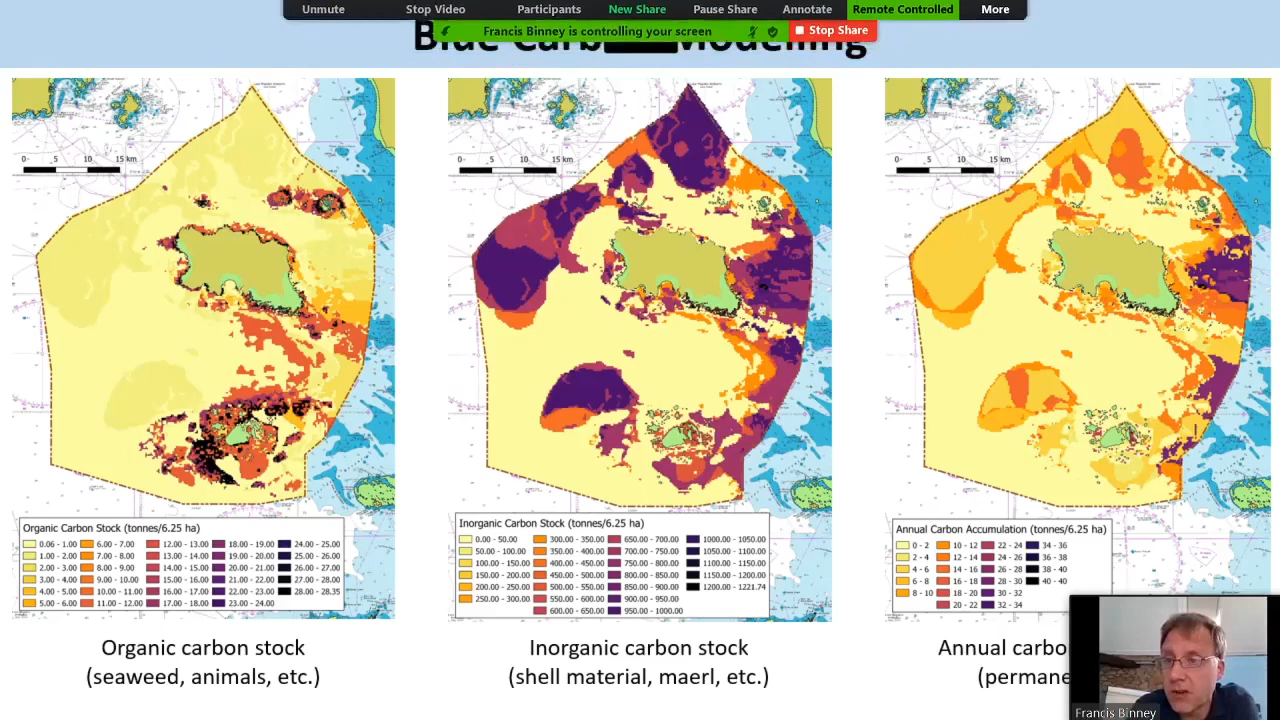 Unmute Stop Video Participants New Share Pause Share Annotate Remote Controlled More
Francis Binney is controlling your screen Stop Share
0 5 10 15 km
0 5 10 15 km
0 5 10 15 km
Organic Carbon Stock (tonnes/6.25 ha)
0.06 - 1.00 6.00 - 7.00 12.00 - 13.00 18.00 - 19.00 24.00 - 25.00
1.00 - 2.00 7.00 - 8.00 13.00 - 14.00 19.00 - 20.00 25.00 - 26.00
2.00 - 3.00 8.00 - 9.00 14.00 - 15.00 20.00 - 21.00 26.00 - 27.00
3.00 - 4.00 9.00 - 10.00 15.00 - 16.00 21.00 - 22.00 27.00 - 28.00
4.00 - 5.00 10.00 - 11.00 16.00 - 17.00 22.00 - 23.00 28.00 - 28.35
5.00 - 6.00 11.00 - 12.00 17.00 - 18.00 23.00 - 24.00
Inorganic Carbon Stock (tonnes/6.25 ha)
0.00 - 50.00 300.00 - 350.00 650.00 - 700.00 1000.00 - 1050.00
50.00 - 100.00 350.00 - 400.00 700.00 - 750.00 1050.00 - 1100.00
100.00 - 150.00 400.00 - 450.00 750.00 - 800.00 1100.00 - 1150.00
150.00 - 200.00 450.00 - 500.00 800.00 - 850.00 1150.00 - 1200.00
200.00 - 250.00 500.00 - 550.00 850.00 - 900.00 1200.00 - 1221.74
250.00 - 300.00 550.00 - 600.00 900.00 - 950.00
600.00 - 650.00 950.00 - 1000.00
Annual Carbon Accumulation (tonnes/6.25 ha)
0 - 2 10 - 12 22 - 24 34 - 36
2 - 4 12 - 14 24 - 26 36 - 38
4 - 6 14 - 16 26 - 28 38 - 40
6 - 8 16 - 18 28 - 30 40 - 40
8 - 10 18 - 20 30 - 32
20 - 22 32 - 34
Organic carbon stock
(seaweed, animals, etc.)
Inorganic carbon stock
(shell material, maerl, etc.)
Annual carbo
(permane
Francis Binney